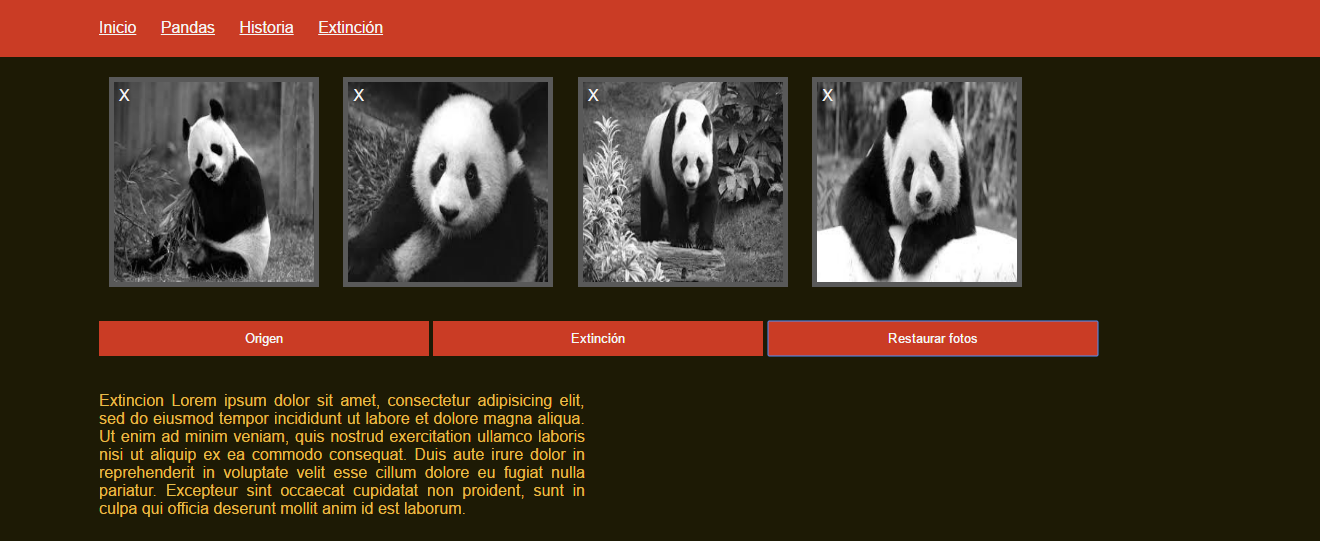 Inicio Pandas Historia Extinción
X X X X
Origen Extinción Restaurar fotos
Extincion Lorem ipsum dolor sit amet, consectetur adipisicing elit,
sed do eiusmod tempor incididunt ut labore et dolore magna aliqua.
Ut enim ad minim veniam, quis nostrud exercitation ullamco laboris
nisi ut aliquip ex ea commodo consequat. Duis aute irure dolor in
reprehenderit in voluptate velit esse cillum dolore eu fugiat nulla
pariatur. Excepteur sint occaecat cupidatat non proident, sunt in
culpa qui officia deserunt mollit anim id est laborum.